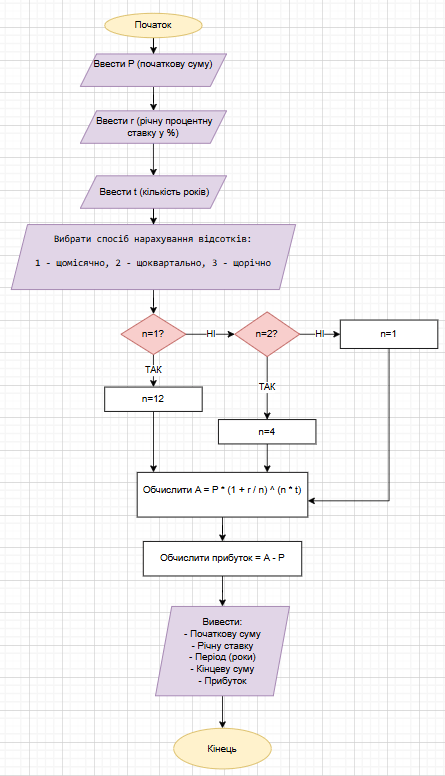 Початок
Ввести P (початкову суму)
Ввести r (річну процентну
ставку у %)
Ввести t (кількість років)
Вибрати спосіб нарахування відсотків:
1 - щомісячно, 2 - щоквартально, 3 - щорічно
n=1?
НІ
n=2?
НІ
n=1
ТАК
ТАК
n=12
n=4
Обчислити A = P * (1 + r / n) ^ (n * t)
Обчислити прибуток = A - P
Вивести:
- Початкову суму
- Річну ставку
- Період (роки)
- Кінцеву суму
- Прибуток
Кінець